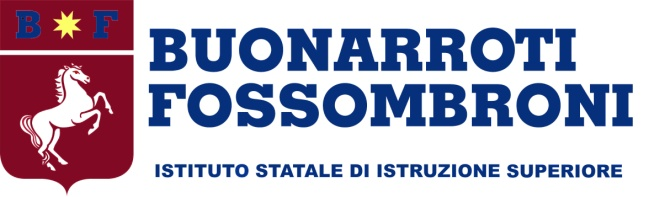 B F
BUONARROTI
FOSSOMBRONI
ISTITUTO STATALE DI ISTRUZIONE SUPERIORE